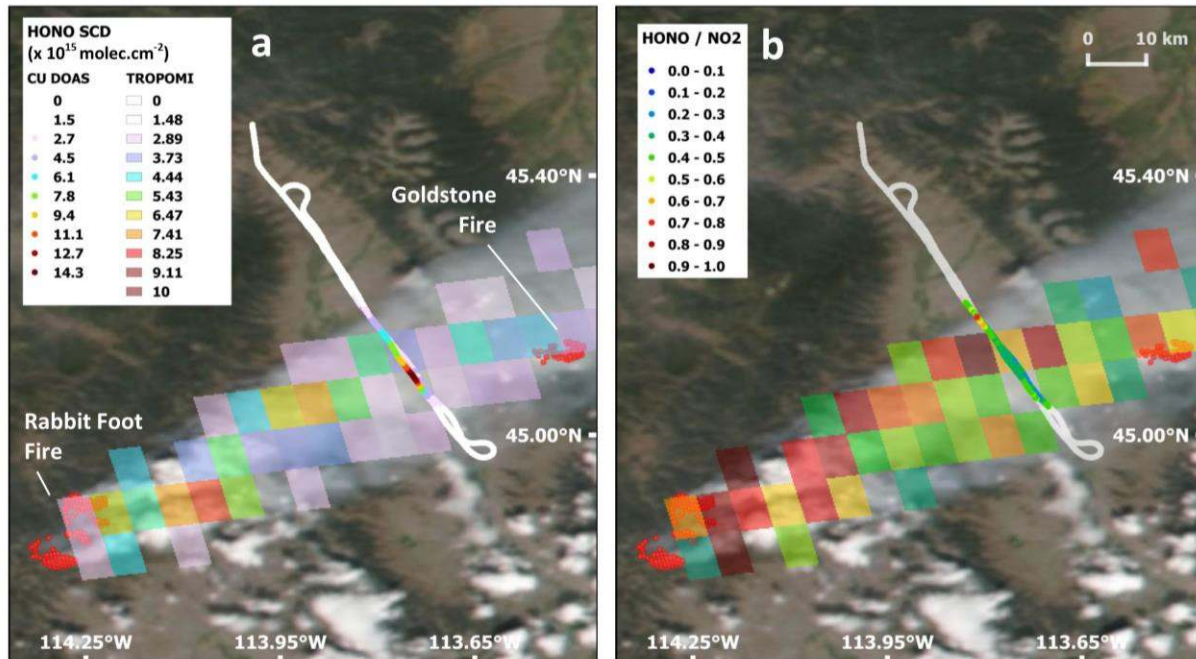 HONO SCD
(x 10¹⁵ molec.cm⁻²)
CU DOAS TROPOMI
0 0
1.5 1.48
2.7 2.89
4.5 3.73
6.1 4.44
7.8 5.43
9.4 6.47
11.1 7.41
12.7 8.25
14.3 9.11
10
a
Goldstone
Fire
45.40°N
Rabbit Foot
Fire
45.00°N
114.25°W 113.95°W 113.65°W
HONO / NO2
0.0 - 0.1
0.1 - 0.2
0.2 - 0.3
0.3 - 0.4
0.4 - 0.5
0.5 - 0.6
0.6 - 0.7
0.7 - 0.8
0.8 - 0.9
0.9 - 1.0
b
0 10 km
45.40°N
45.00°N
114.25°W 113.95°W 113.65°W